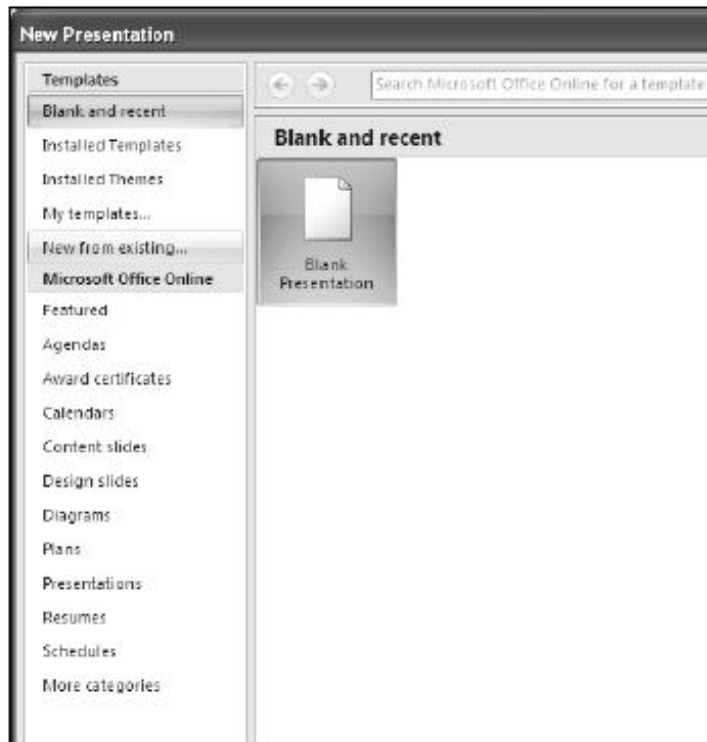 New Presentation
Templates
Blank and recent
Installed Templates
Installed Themes
My templates...
New from existing...
Microsoft Office Online
Featured
Agendas
Award certificates
Calendars
Content slides
Design slides
Diagrams
Plans
Presentations
Resumes
Schedules
More categories
Search Microsoft Office Online for a template
Blank and recent
Blank
Presentation